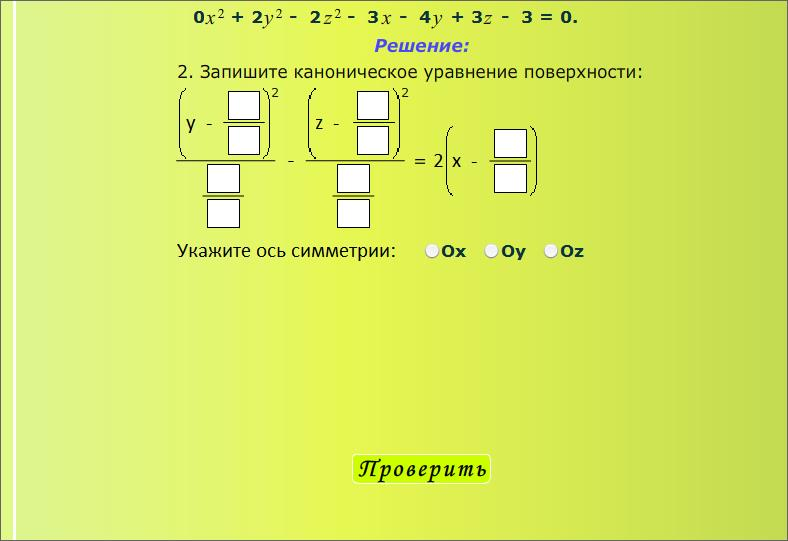 0x² + 2y² - 2z² - 3x - 4y + 3z - 3 = 0.
Решение:
2. Запишите каноническое уравнение поверхности:
(y - )² - (z - )² = 2(x - )
Укажите ось симметрии: Ox Oy Oz
Проверить